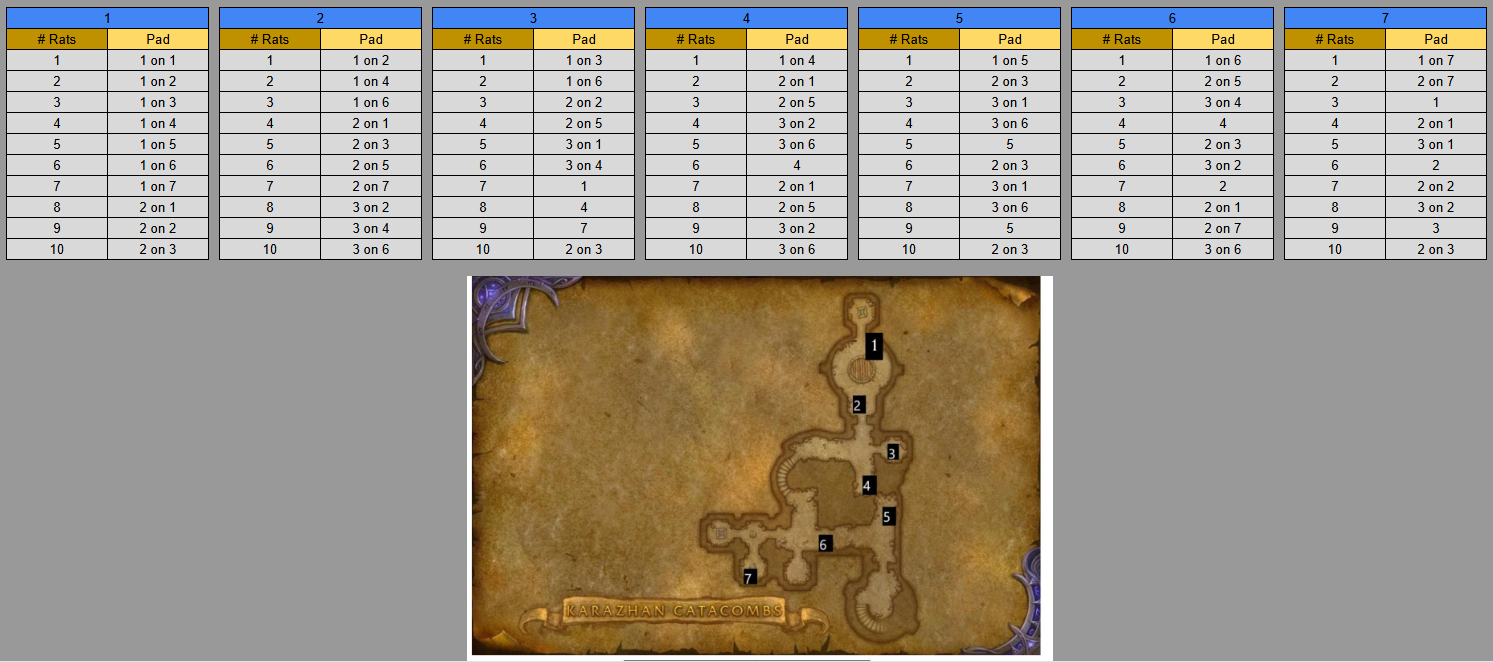 1 2 3 4 5 6 7
# Rats Pad # Rats Pad # Rats Pad # Rats Pad # Rats Pad # Rats Pad # Rats Pad
1 1 on 1 1 1 on 2 1 1 on 3 1 1 on 4 1 1 on 5 1 1 on 6 1 1 on 7
2 1 on 2 2 1 on 4 2 1 on 6 2 2 on 1 2 2 on 3 2 2 on 5 2 2 on 7
3 1 on 3 3 1 on 6 3 2 on 2 3 2 on 5 3 3 on 1 3 3 on 4 3 1
4 1 on 4 4 2 on 1 4 2 on 5 4 3 on 2 4 3 on 6 4 4 4 2 on 1
5 1 on 5 5 2 on 3 5 3 on 1 5 3 on 6 5 5 5 2 on 3 5 3 on 1
6 1 on 6 6 2 on 5 6 3 on 4 6 4 6 2 on 3 6 3 on 2 6 2
7 1 on 7 7 2 on 7 7 1 7 2 on 1 7 3 on 1 7 2 7 2 on 2
8 2 on 1 8 3 on 2 8 4 8 2 on 5 8 3 on 6 8 2 on 1 8 3 on 2
9 2 on 2 9 3 on 4 9 7 9 3 on 2 9 5 9 2 on 7 9 3
10 2 on 3 10 3 on 6 10 2 on 3 10 3 on 6 10 2 on 3 10 3 on 6 10 2 on 3
1
2
3
4
5
6
7
KARAZHAN CATACOMBS